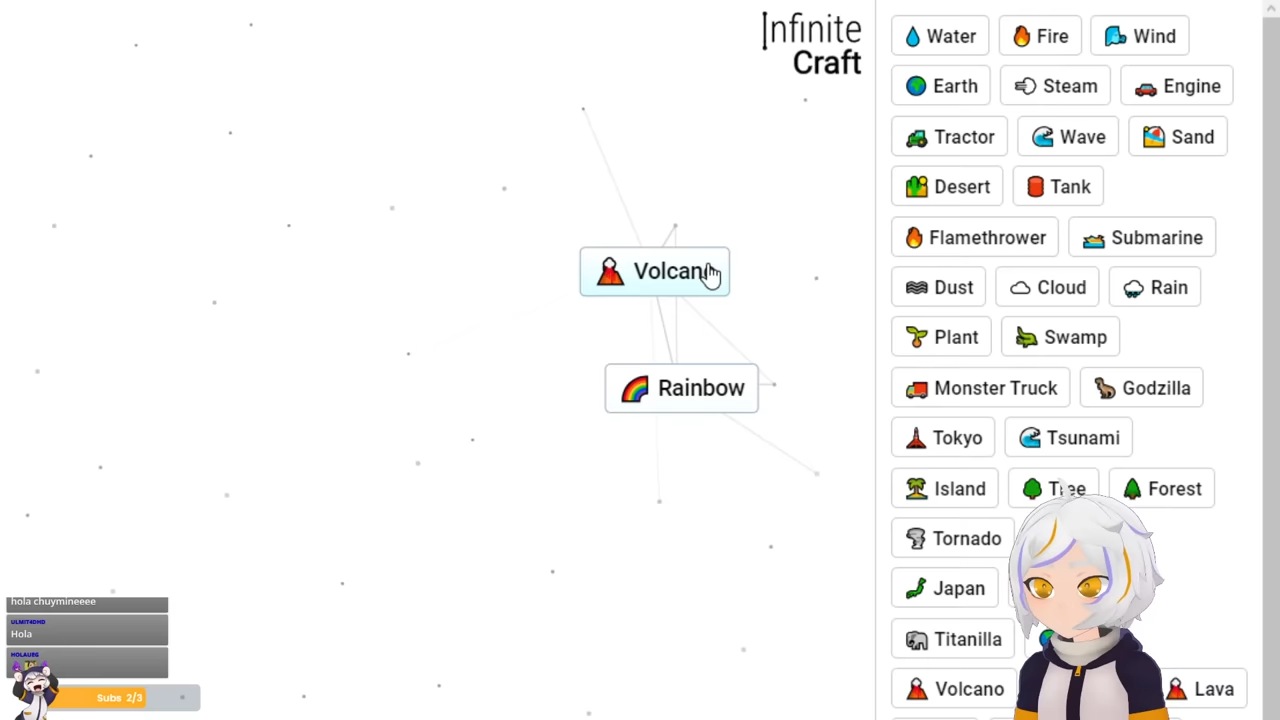 Infinite
Craft
Water
Fire
Wind
Earth
Steam
Engine
Tractor
Wave
Sand
Desert
Tank
Flamethrower
Submarine
Dust
Cloud
Rain
Plant
Swamp
Monster Truck
Godzilla
Tokyo
Tsunami
Island
Tree
Forest
Tornado
Japan
Titanilla
Volcano
Lava
Volcano
Rainbow
hola chuymineeee
ULMIT4DHD
Hola
HOLAUEG
Subs 2/3